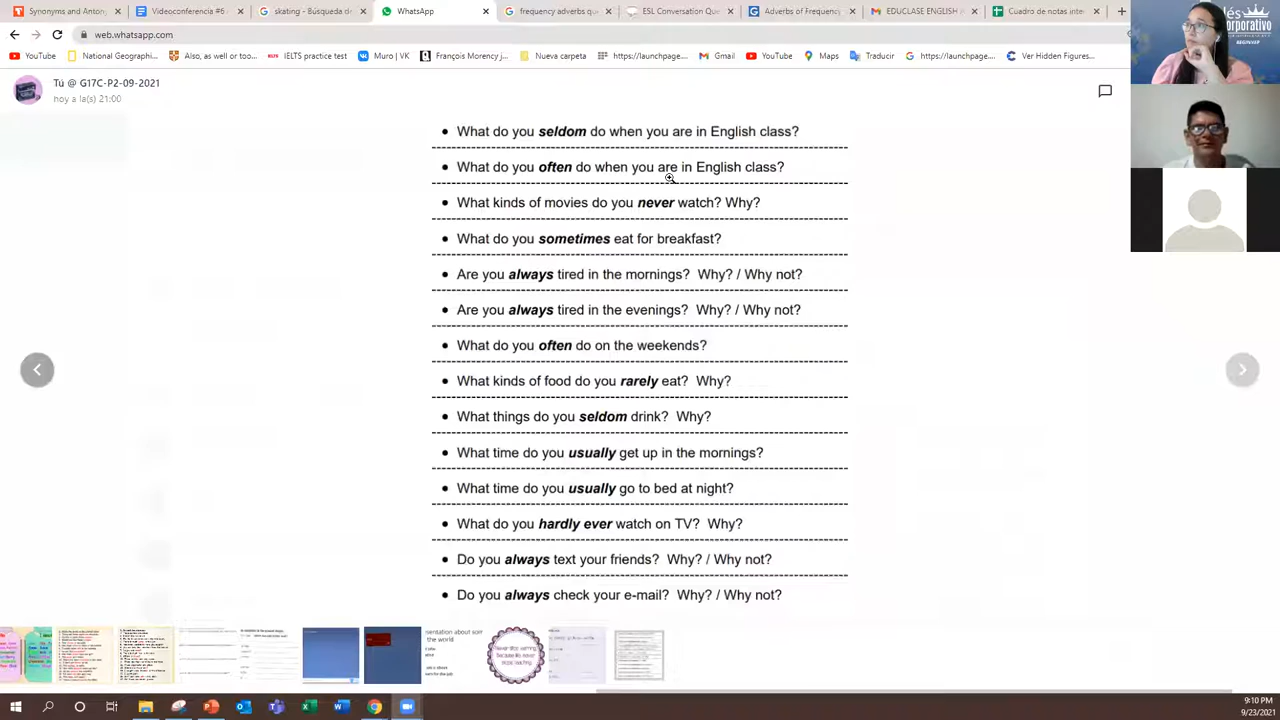 Synonyms and Antony
Videoconferencia #6
skating - Búsqueda d
WhatsApp
frequency adverbs qu
ESL Conversation Que
Adverbs of Frequency
EDUCLASE ENGLISH
Cuadro de notas inter
web.whatsapp.com
YouTube
National Geographi...
Also, as well or too...
IELTS practice test
Muro | VK
François Morency j...
Nueva carpeta
https://launchpage....
Gmail
YouTube
Maps
Traducir
https://launchpage....
Ver Hidden Figures...
Tú @ G17C-P2-09-2021
hoy a la(s) 21:00
• What do you seldom do when you are in English class?
• What do you often do when you are in English class?
• What kinds of movies do you never watch? Why?
• What do you sometimes eat for breakfast?
• Are you always tired in the mornings? Why? / Why not?
• Are you always tired in the evenings? Why? / Why not?
• What do you often do on the weekends?
• What kinds of food do you rarely eat? Why?
• What things do you seldom drink? Why?
• What time do you usually get up in the mornings?
• What time do you usually go to bed at night?
• What do you hardly ever watch on TV? Why?
• Do you always text your friends? Why? / Why not?
• Do you always check your e-mail? Why? / Why not?
9:10 PM
9/23/2021